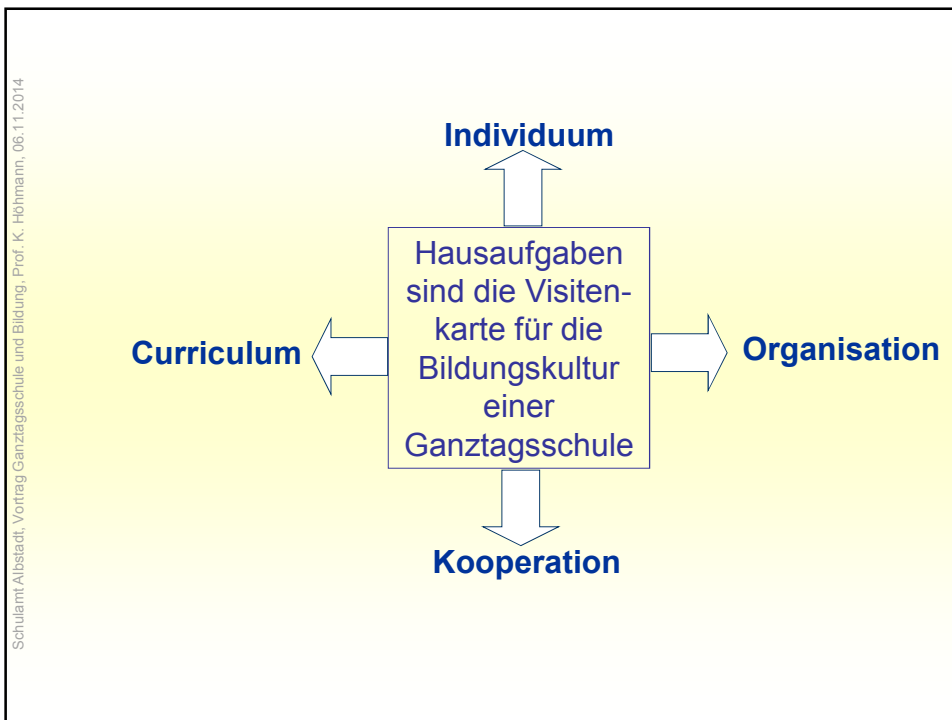 Schulamt Albstadt, Vortrag Ganztagsschule und Bildung, Prof. K. Höhmann, 06.11.2014
Individuum
Hausaufgaben
sind die Visiten-
karte für die
Bildungskultur
einer
Ganztagsschule
Curriculum
Organisation
Kooperation